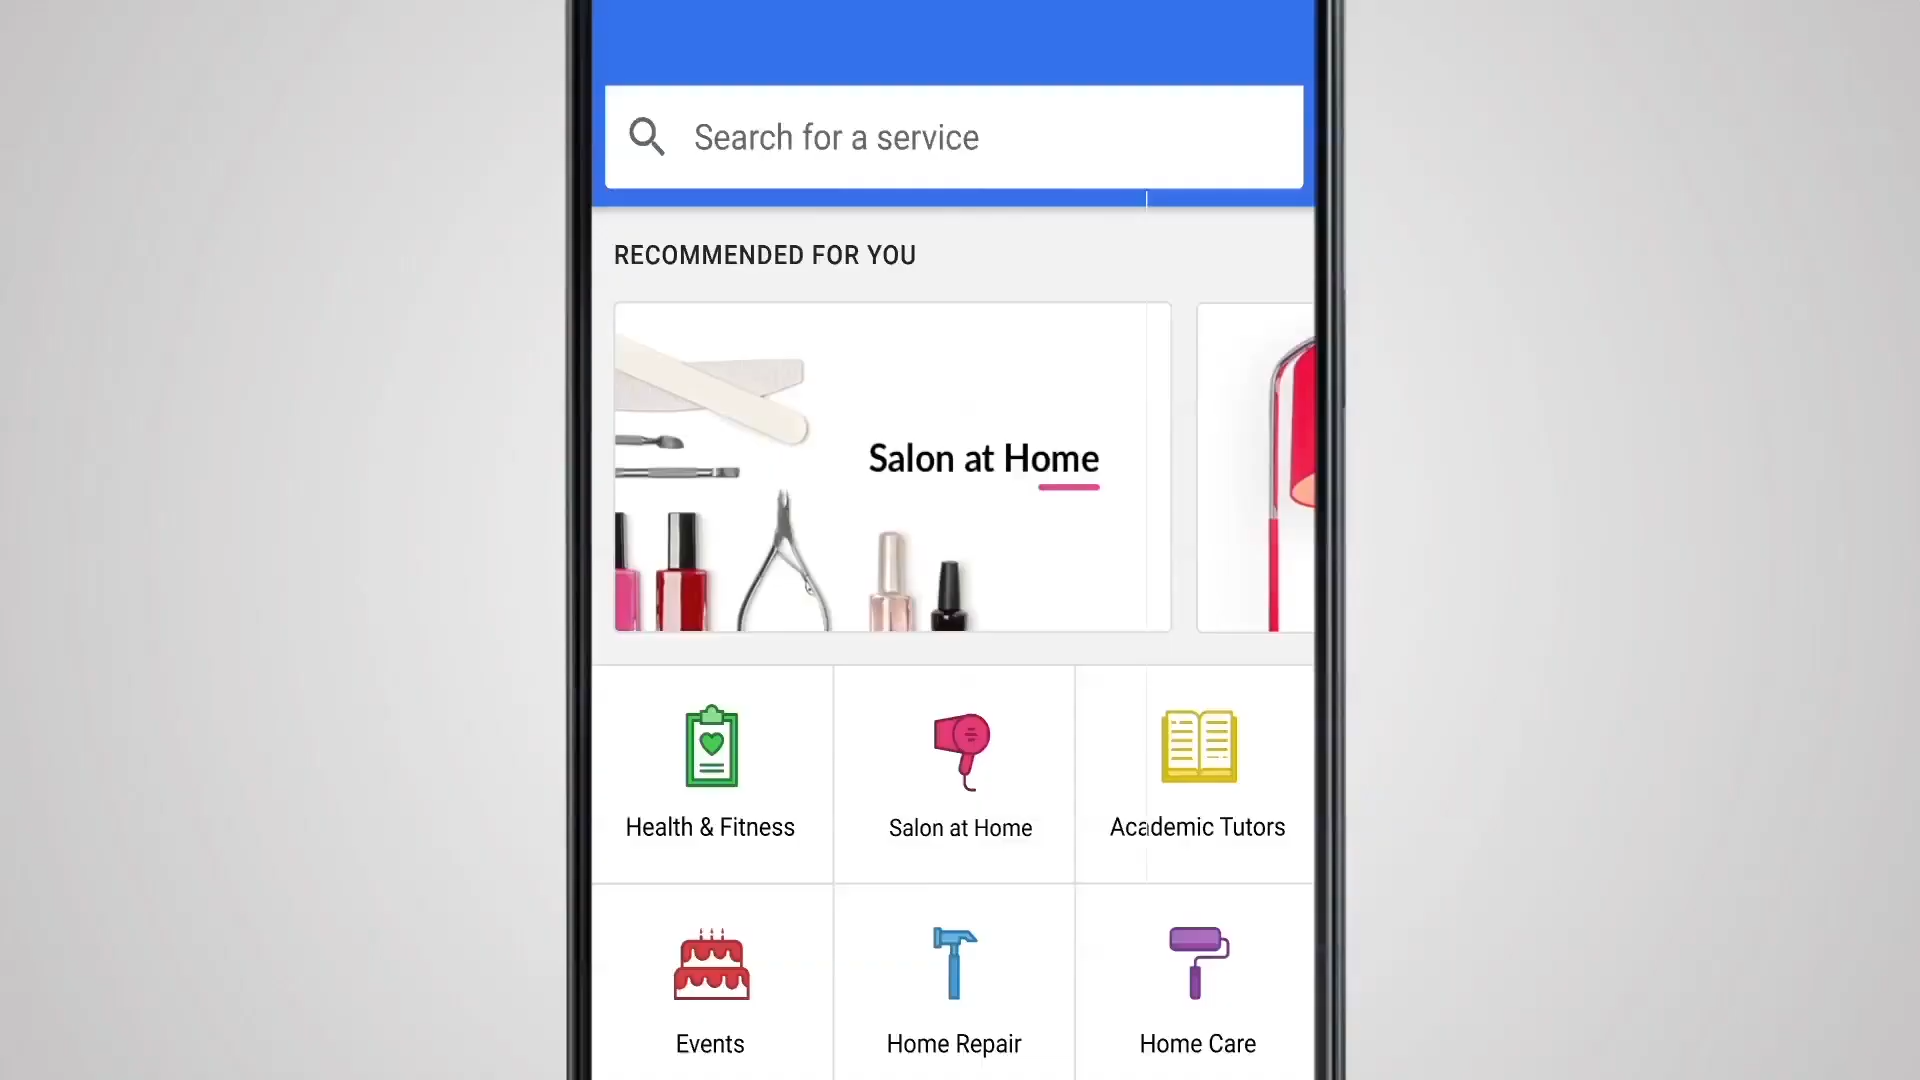 Search for a service
RECOMMENDED FOR YOU
Salon at Home
Health & Fitness
Salon at Home
Academic Tutors
Events
Home Repair
Home Care